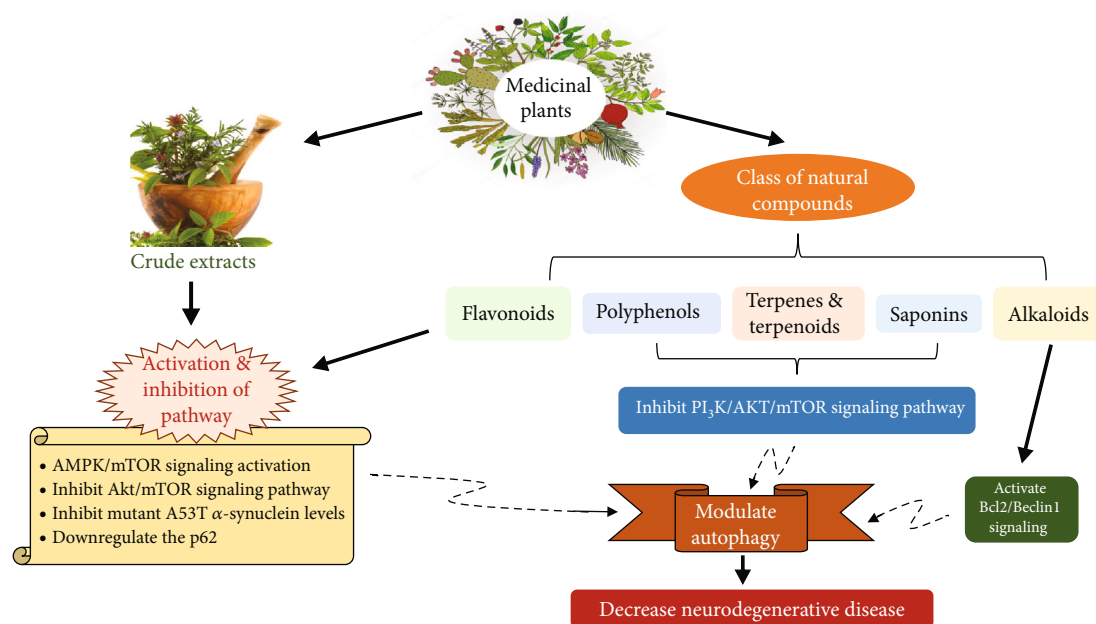 Medicinal
plants
Class of natural
compounds
Crude extracts
Flavonoids
Polyphenols
Terpenes &
terpenoids
Saponins
Alkaloids
Activation &
inhibition of
pathway
Inhibit PI₃K/AKT/mTOR signaling pathway
• AMPK/mTOR signaling activation
• Inhibit Akt/mTOR signaling pathway
• Inhibit mutant A53T α-synuclein levels
• Downregulate the p62
Activate
Bcl2/Beclin1
signaling
Modulate
autophagy
Decrease neurodegenerative disease